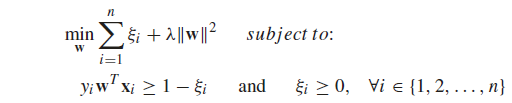 min_w ∑_{i=1}^{n} ξ_i + λ‖w‖² subject to:
y_i w^T x_i ≥ 1 − ξ_i and ξ_i ≥ 0, ∀i ∈ {1, 2, . . . , n}